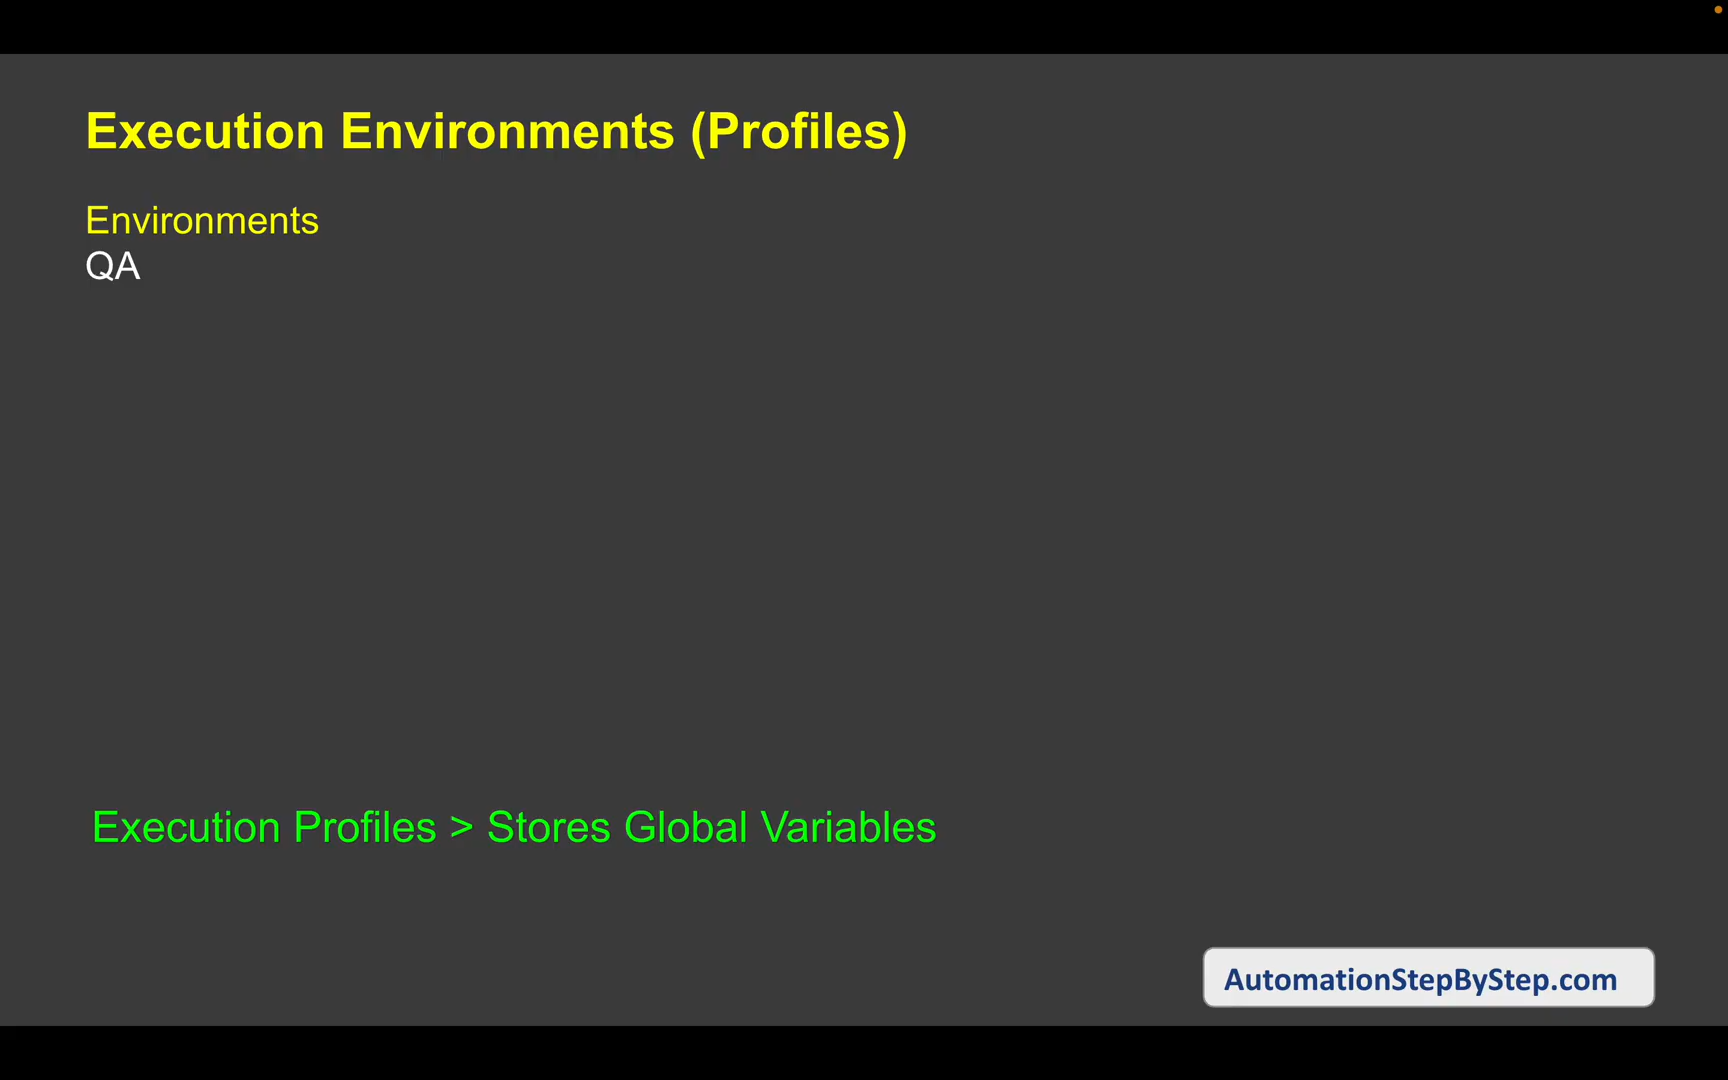 Execution Environments (Profiles)
Environments
QA
Execution Profiles > Stores Global Variables
AutomationStepByStep.com